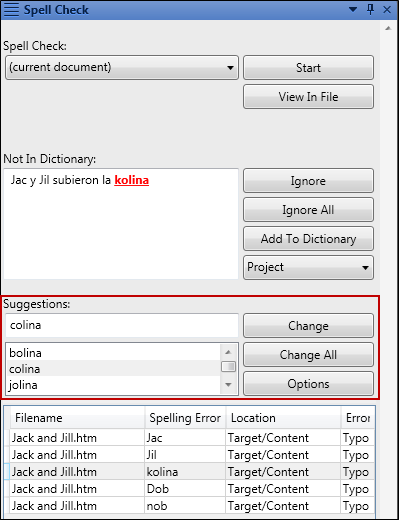 Spell Check
Spell Check:
(current document)
Start
View In File
Not In Dictionary:
Jac y Jil subieron la kolina
Ignore
Ignore All
Add To Dictionary
Project
Suggestions:
colina
Change
bolina
colina
jolina
Change All
Options
Filename Spelling Error Location Error
Jack and Jill.htm Jac Target/Content Typo
Jack and Jill.htm Jil Target/Content Typo
Jack and Jill.htm kolina Target/Content Typo
Jack and Jill.htm Dob Target/Content Typo
Jack and Jill.htm nob Target/Content Typo